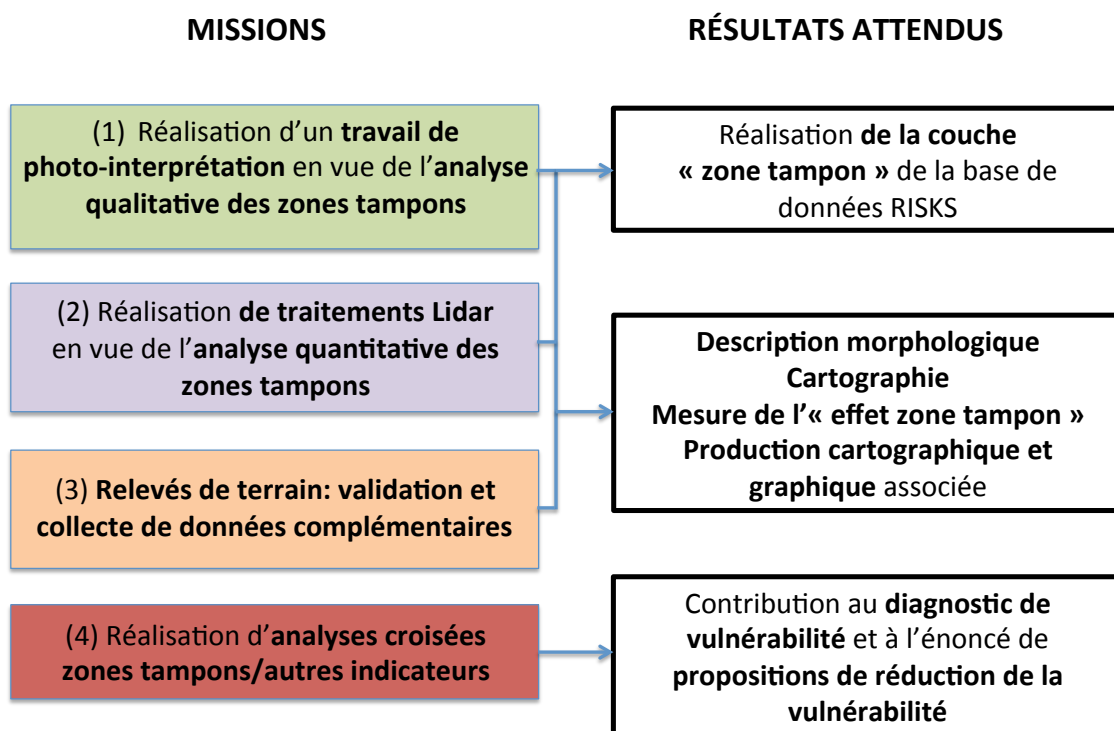 MISSIONS
RÉSULTATS ATTENDUS
(1) Réalisation d’un travail de
photo-interprétation en vue de l’analyse
qualitative des zones tampons
Réalisation de la couche
« zone tampon » de la base de
données RISKS
(2) Réalisation de traitements Lidar
en vue de l’analyse quantitative des
zones tampons
Description morphologique
Cartographie
Mesure de l’« effet zone tampon »
Production cartographique et
graphique associée
(3) Relevés de terrain: validation et
collecte de données complémentaires
(4) Réalisation d’analyses croisées
zones tampons/autres indicateurs
Contribution au diagnostic de
vulnérabilité et à l’énoncé de
propositions de réduction de la
vulnérabilité